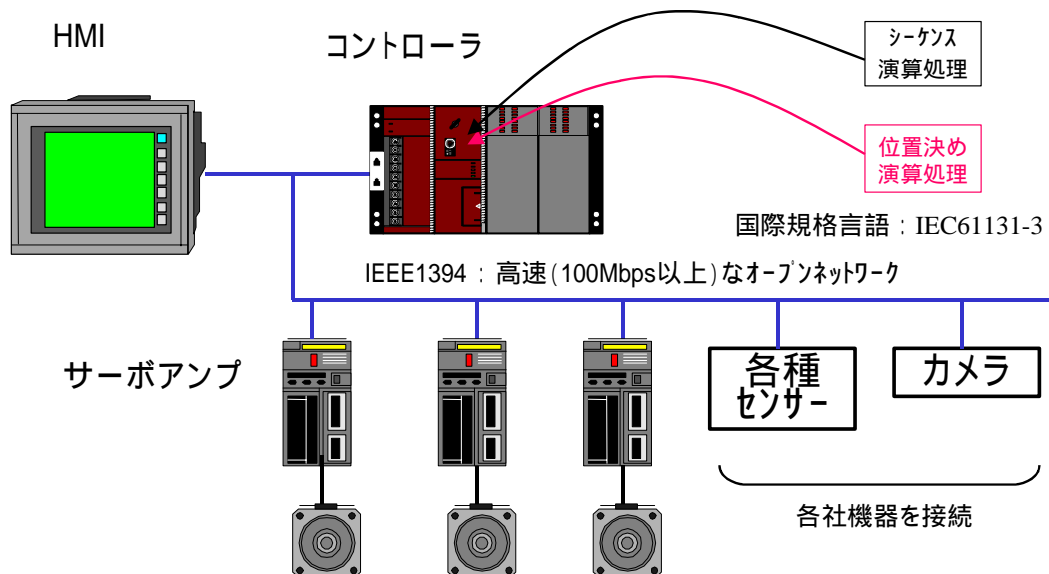 HMI
コントローラ
ｼｰｹﾝｽ
演算処理
位置決め
演算処理
国際規格言語：IEC61131-3
IEEE1394：高速(100Mbps以上)なｵｰﾌﾟﾝﾈｯﾄﾜｰｸ
サーボアンプ
各種
ｾﾝｻｰ
カメラ
各社機器を接続